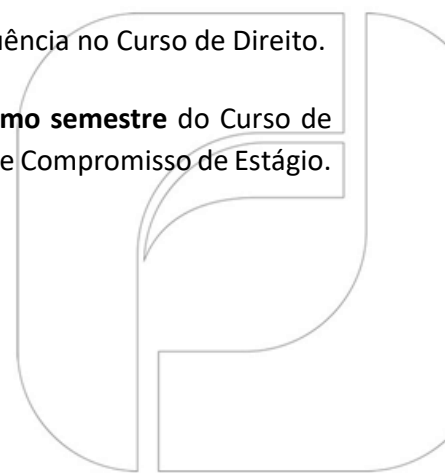 uência no Curso de Direito.
mo semestre do Curso de
e Compromisso de Estágio.